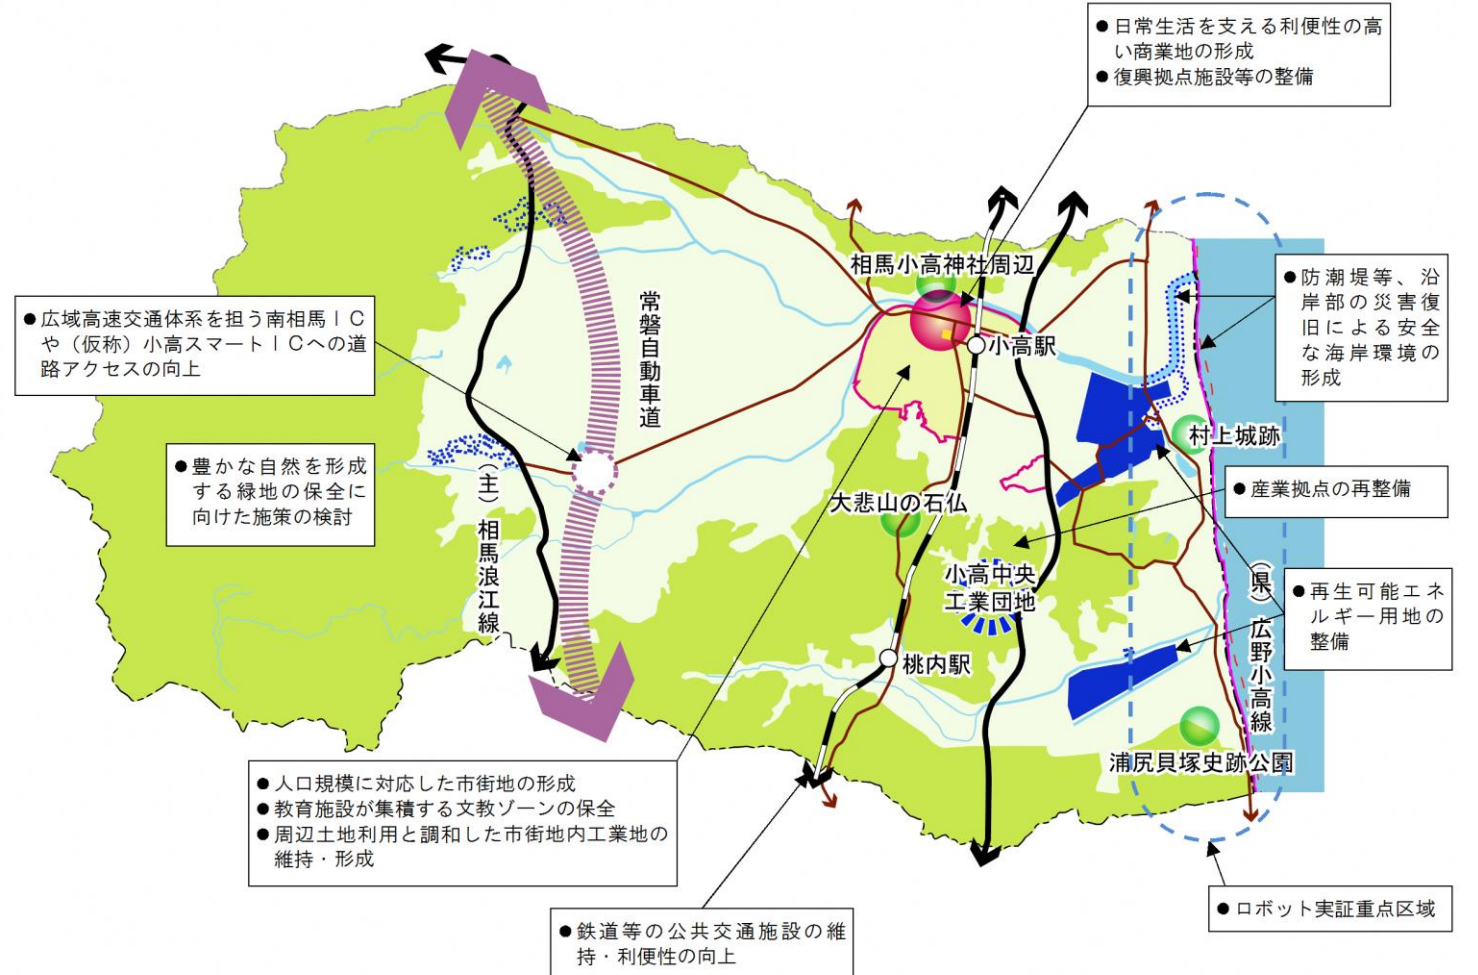 ●日常生活を支える利便性の高
い商業地の形成
●復興拠点施設等の整備
相馬小高神社周辺
●防潮堤等、沿
岸部の災害復
旧による安全
な海岸環境の
形成
●広域高速交通体系を担う南相馬ＩＣ
や（仮称）小高スマートＩＣへの道
路アクセスの向上
常磐自動車道
小高駅
村上城跡
●豊かな自然を形成
する緑地の保全に
向けた施策の検討
（主）相馬浪江線
大悲山の石仏
●産業拠点の再整備
小高中央
工業団地
（県）広野小高線
●再生可能エネ
ルギー用地の
整備
桃内駅
浦尻貝塚史跡公園
●人口規模に対応した市街地の形成
●教育施設が集積する文教ゾーンの保全
●周辺土地利用と調和した市街地内工業地の
維持・形成
●ロボット実証重点区域
●鉄道等の公共交通施設の維
持・利便性の向上